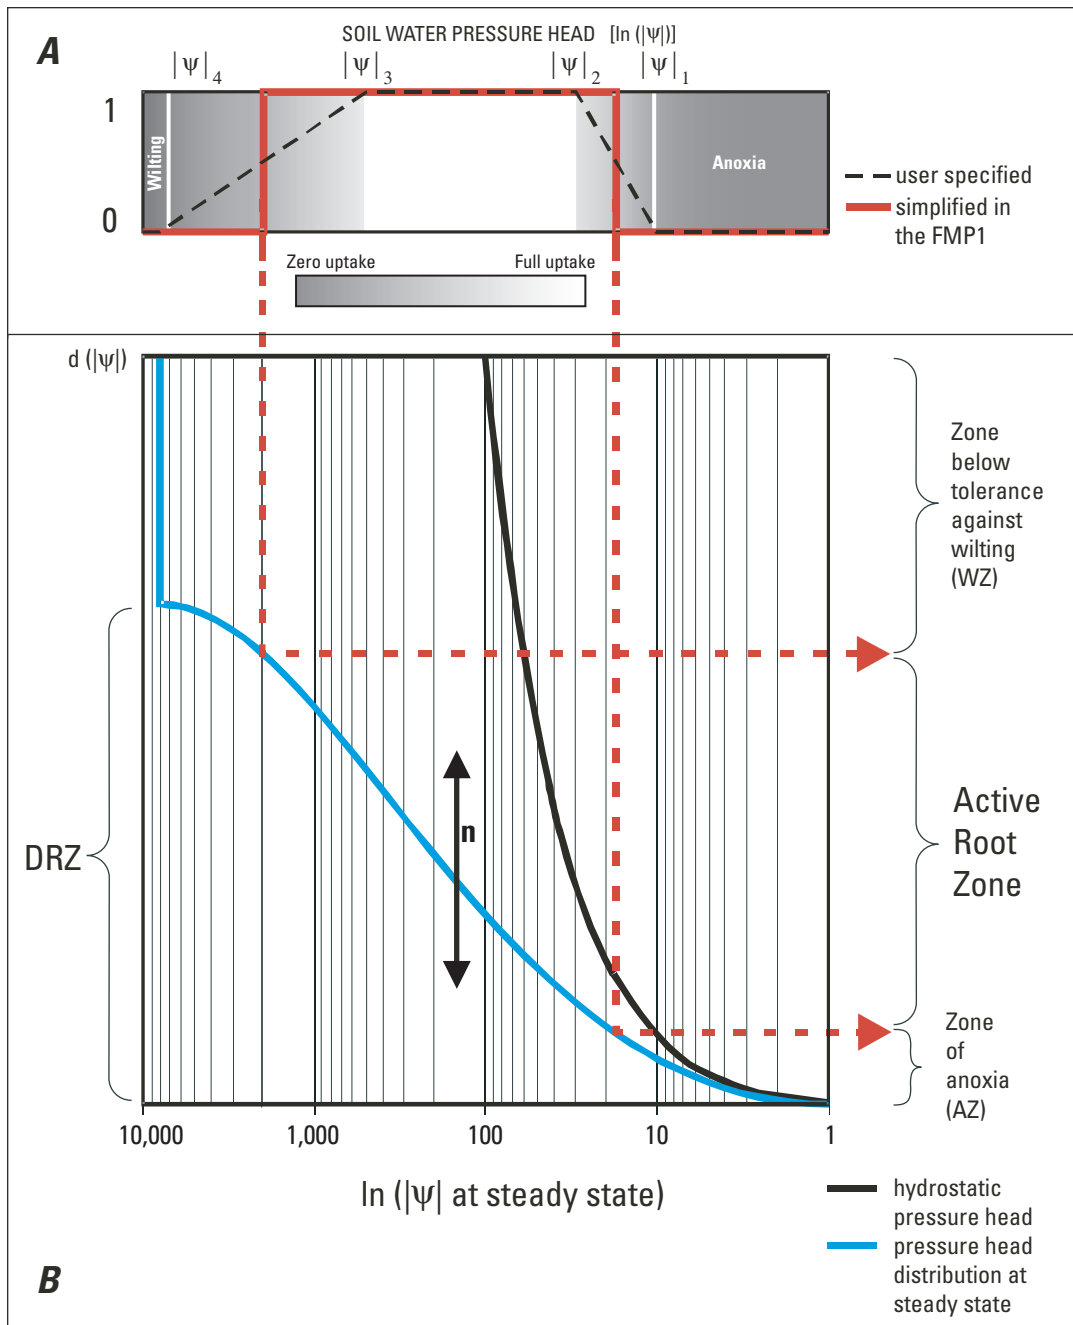 A
SOIL WATER PRESSURE HEAD [ln (|ψ|)]
|ψ|4 |ψ|3 |ψ|2 |ψ|1
1
0
Wilting
Anoxia
user specified
simplified in
the FMP1
Zero uptake Full uptake
d (|ψ|)
Zone
below
tolerance
against
wilting
(WZ)
n
DRZ
Active
Root
Zone
Zone
of
anoxia
(AZ)
10,000 1,000 100 10 1
ln (|ψ| at steady state)
hydrostatic
pressure head
pressure head
distribution at
steady state
B